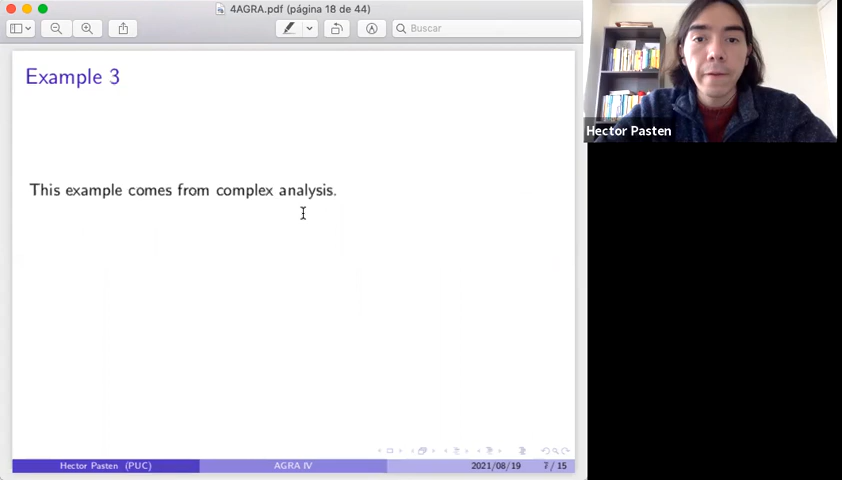 4AGRA.pdf (página 18 de 44)
Buscar
Example 3
This example comes from complex analysis.
Hector Pasten
Hector Pasten (PUC)
AGRA IV
2021/08/19
7 / 15